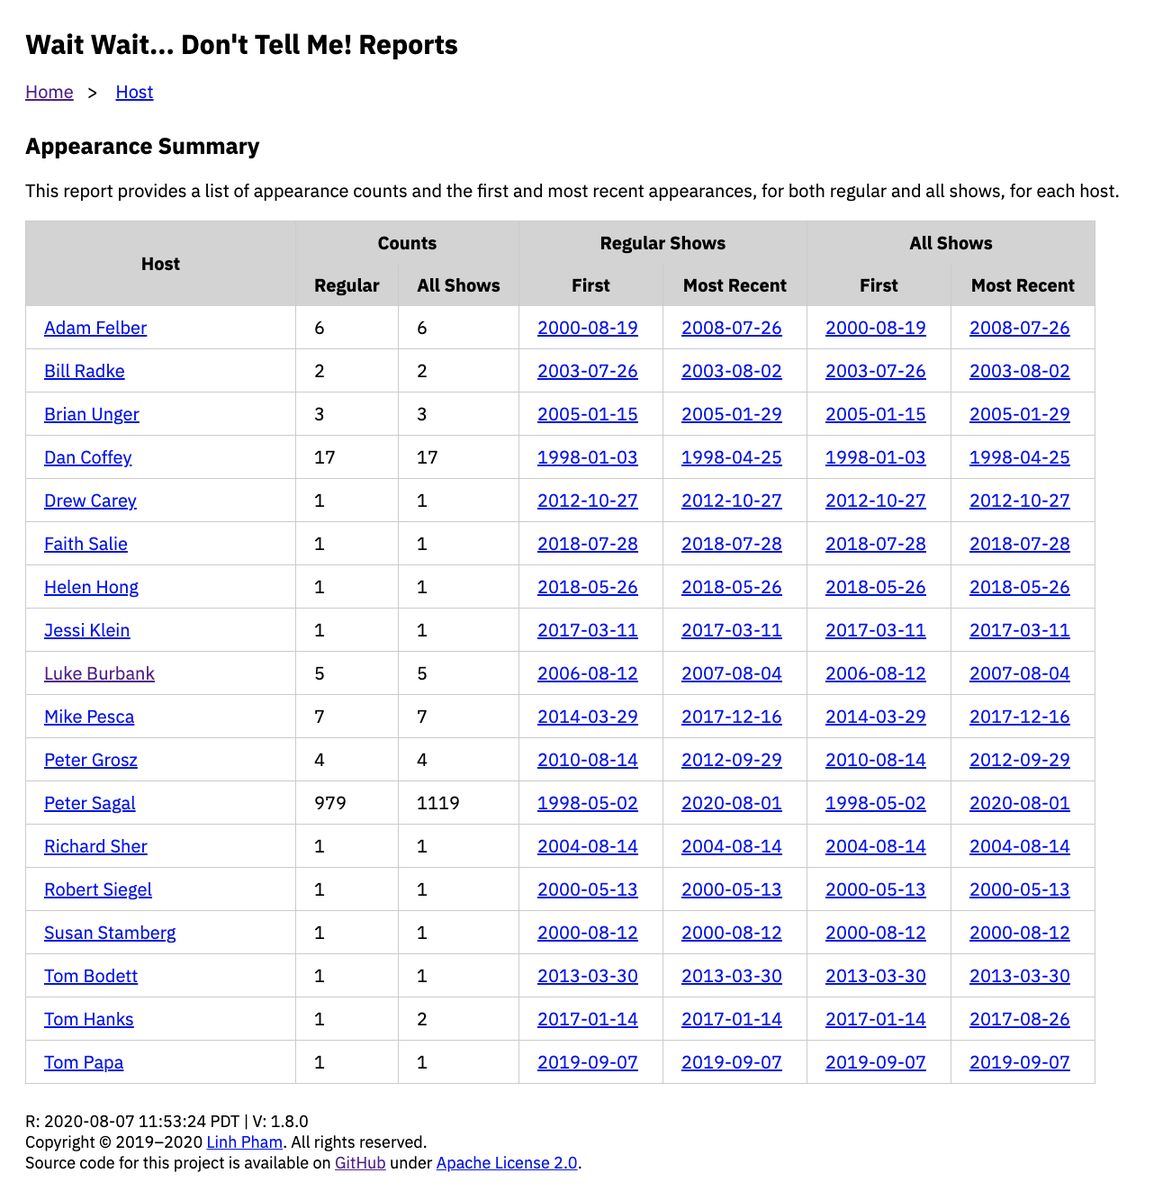 Wait Wait... Don't Tell Me! Reports
Home > Host
Appearance Summary
This report provides a list of appearance counts and the first and most recent appearances, for both regular and all shows, for each host.
Host Counts Regular Shows All Shows
Regular All Shows First Most Recent First Most Recent
Adam Felber 6 6 2000-08-19 2008-07-26 2000-08-19 2008-07-26
Bill Radke 2 2 2003-07-26 2003-08-02 2003-07-26 2003-08-02
Brian Unger 3 3 2005-01-15 2005-01-29 2005-01-15 2005-01-29
Dan Coffey 17 17 1998-01-03 1998-04-25 1998-01-03 1998-04-25
Drew Carey 1 1 2012-10-27 2012-10-27 2012-10-27 2012-10-27
Faith Salie 1 1 2018-07-28 2018-07-28 2018-07-28 2018-07-28
Helen Hong 1 1 2018-05-26 2018-05-26 2018-05-26 2018-05-26
Jessi Klein 1 1 2017-03-11 2017-03-11 2017-03-11 2017-03-11
Luke Burbank 5 5 2006-08-12 2007-08-04 2006-08-12 2007-08-04
Mike Pesca 7 7 2014-03-29 2017-12-16 2014-03-29 2017-12-16
Peter Grosz 4 4 2010-08-14 2012-09-29 2010-08-14 2012-09-29
Peter Sagal 979 1119 1998-05-02 2020-08-01 1998-05-02 2020-08-01
Richard Sher 1 1 2004-08-14 2004-08-14 2004-08-14 2004-08-14
Robert Siegel 1 1 2000-05-13 2000-05-13 2000-05-13 2000-05-13
Susan Stamberg 1 1 2000-08-12 2000-08-12 2000-08-12 2000-08-12
Tom Bodett 1 1 2013-03-30 2013-03-30 2013-03-30 2013-03-30
Tom Hanks 1 2 2017-01-14 2017-01-14 2017-01-14 2017-08-26
Tom Papa 1 1 2019-09-07 2019-09-07 2019-09-07 2019-09-07
R: 2020-08-07 11:53:24 PDT | V: 1.8.0
Copyright © 2019–2020 Linh Pham. All rights reserved.
Source code for this project is available on GitHub under Apache License 2.0.